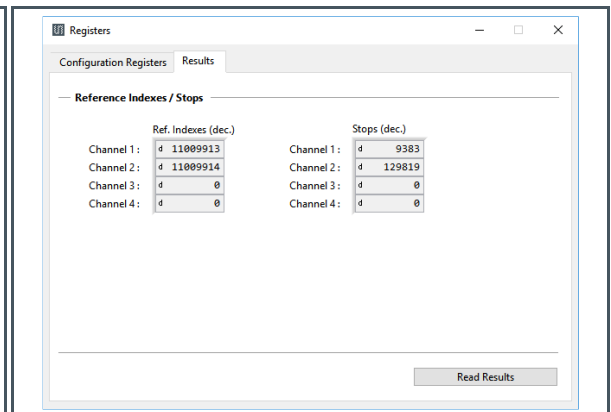 Registers
Configuration Registers Results
Reference Indexes / Stops
Ref. Indexes (dec.) Stops (dec.)
Channel 1 : d 11009913 Channel 1 : d 9383
Channel 2 : d 11009914 Channel 2 : d 129819
Channel 3 : d 0 Channel 3 : d 0
Channel 4 : d 0 Channel 4 : d 0
Read Results